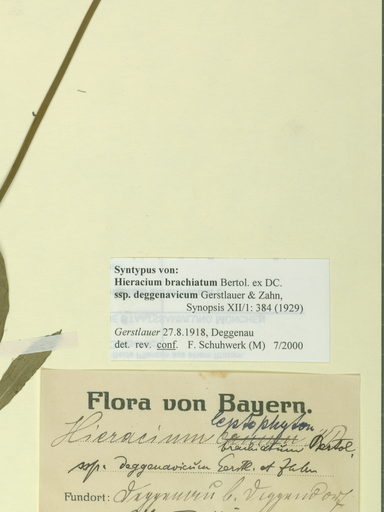 Syntypus von:
Hieracium brachiatum Bertol. ex DC.
ssp. deggenavicum Gerstlauer & Zahn,
Synopsis XII/1: 384 (1929)
Gerstlauer 27.8.1918, Deggenau
det. rev. conf. F. Schuhwerk (M) 7/2000
Flora von Bayern.
leptophyton
Hieracium brachiatum Bertol.
ssp. deggenavicum Gerstl. et Zahn
Fundort: Deggenau b. Deggendorf